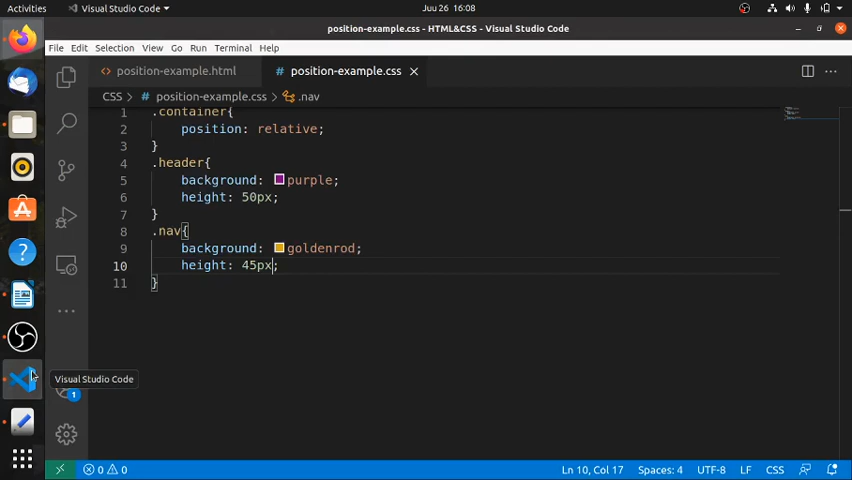 Activities Visual Studio Code Juu 26 16:08
position-example.css - HTML&CSS - Visual Studio Code
File Edit Selection View Go Run Terminal Help
position-example.html position-example.css
CSS > position-example.css > .nav
1 .container{
2 position: relative;
3 }
4 .header{
5 background: purple;
6 height: 50px;
7 }
8 .nav{
9 background: goldenrod;
10 height: 45px;
11 }
Visual Studio Code
1
0 0 Ln 10, Col 17 Spaces: 4 UTF-8 LF CSS